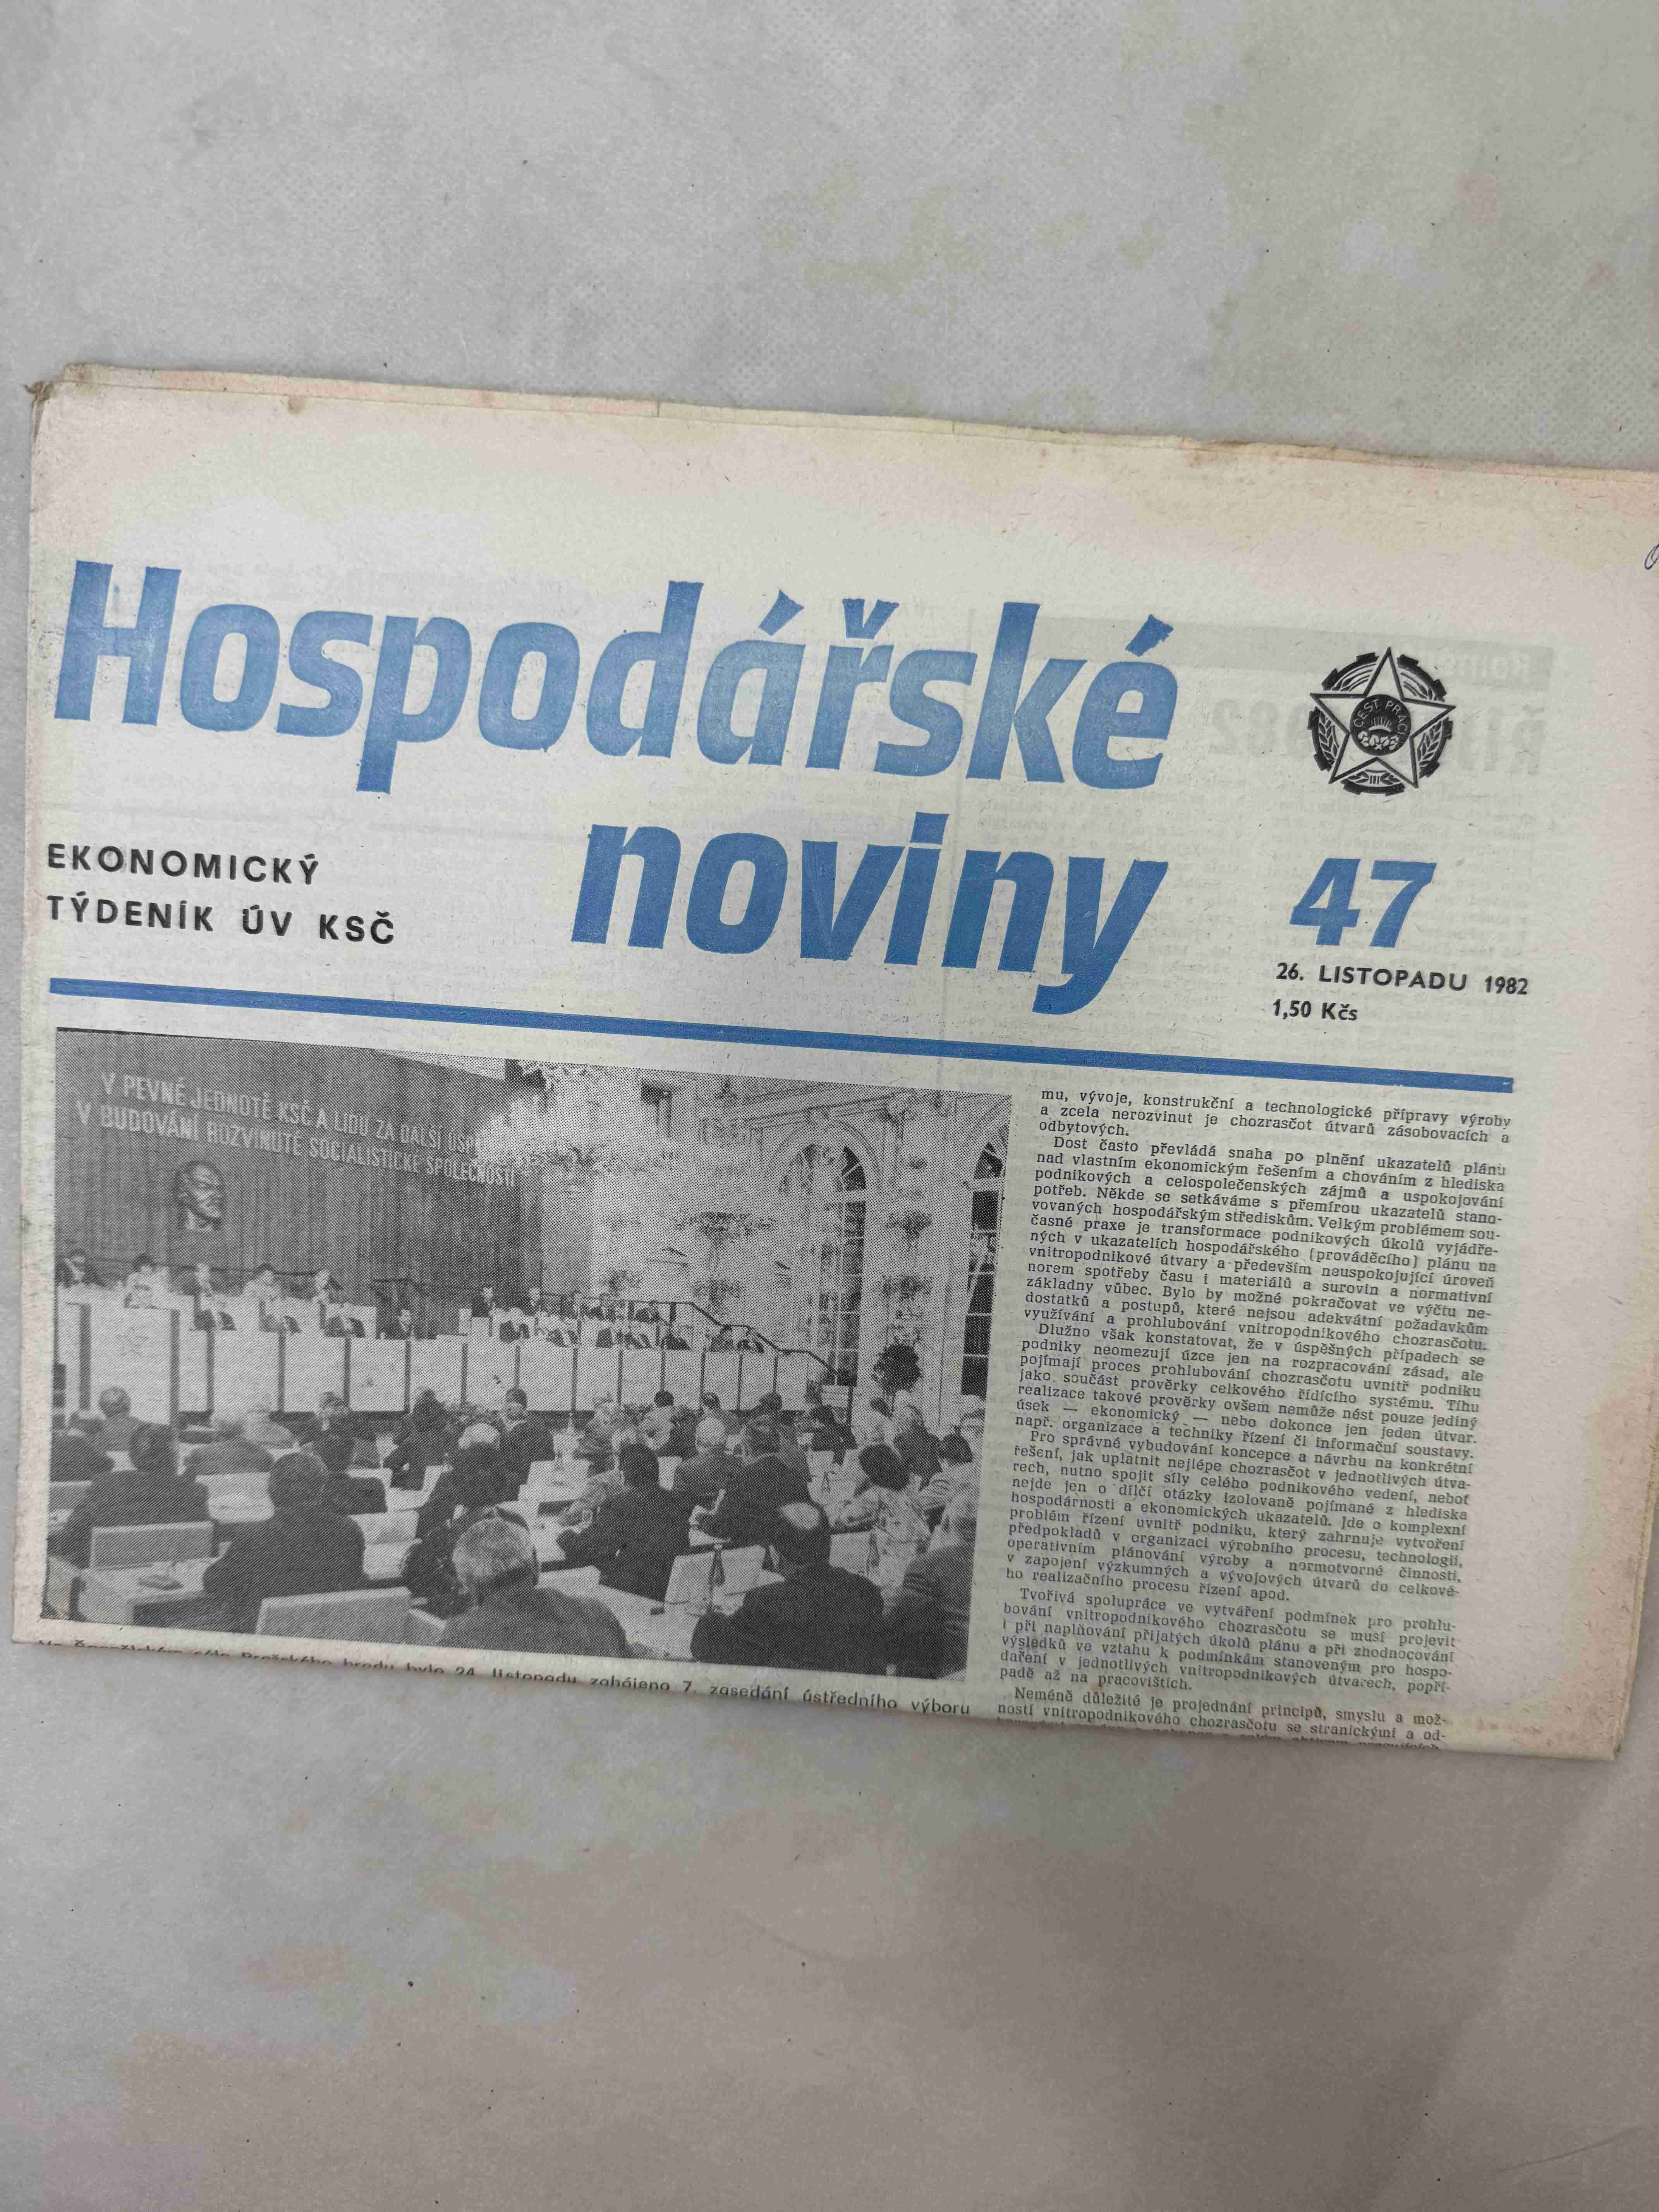 Hospodářské
noviny
EKONOMICKÝ
TÝDENÍK ÚV KSČ
ČEST PRÁCI
47
26. LISTOPADU 1982
1,50 Kčs
V PEVNÉ JEDNOTĚ KSČ A LIDU ZA DALŠÍ ÚSP
V BUDOVÁNÍ ROZVINUTÉ SOCIALISTICKÉ SPOLEČNOSTI
Ve Španělském sále Pražského hradu bylo 24. listopadu zahájeno 7. zasedání ústředního výboru
mu, vývoje, konstrukční a technologické přípravy výroby
a zcela nerozvinut je chozrasčot útvarů zásobovacích a
odbytových.
Dost často převládá snaha po plnění ukazatelů plánu
nad vlastním ekonomickým řešením a chováním z hlediska
podnikových a celospolečenských zájmů a uspokojování
potřeb. Někde se setkáváme s přemírou ukazatelů stano-
vovaných hospodářským střediskům. Velkým problémem sou-
časné praxe je transformace podnikových úkolů vyjádře-
ných v ukazatelích hospodářského (prováděcího) plánu na
vnitropodnikové útvary a především neuspokojující úroveň
norem spotřeby času i materiálů a surovin a normativní
základny vůbec. Bylo by možné pokračovat ve výčtu ne-
dostatků a postupů, které nejsou adekvátní požadavkům
využívání a prohlubování vnitropodnikového chozrasčotu.
Dlužno však konstatovat, že v úspěšných případech se
podniky neomezují úzce jen na rozpracování zásad, ale
pojímají proces prohlubování chozrasčotu uvnitř podniku
jako součást prověrky celkového řídícího systému. Tíhu
realizace takové prověrky ovšem nemůže nést pouze jediný
úsek — ekonomický — nebo dokonce jen jeden útvar.
např. organizace a techniky řízení či informační soustavy.
Pro správné vybudování koncepce a návrhu na konkrétní
řešení, jak uplatnit nejlépe chozrasčot v jednotlivých útva-
rech, nutno spojit síly celého podnikového vedení, neboť
nejde jen o dílčí otázky izolovaně pojímané z hlediska
hospodárnosti a ekonomických ukazatelů. Jde o komplexní
problém řízení uvnitř podniku, který zahrnuje vytvoření
předpokladů v organizaci výrobního procesu, technologii,
operativním plánování výroby a normotvorné činnosti,
v zapojení výzkumných a vývojových útvarů do celkové-
ho realizačního procesu řízení apod.
Tvořivá spolupráce ve vytváření podmínek pro prohlu-
bování vnitropodnikového chozrasčotu se musí projevit
i při naplňování přijatých úkolů plánu a při zhodnocování
výsledků ve vztahu k podmínkám stanoveným pro hospo-
daření v jednotlivých vnitropodnikových útvarech, popří-
padě až na pracovištích.
Neméně důležité je projednání principů, smyslu a mož-
ností vnitropodnikového chozrasčotu se stranickými a od-